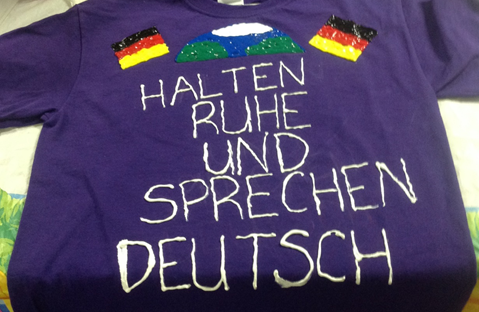 HALTEN
RUHE
UND
SPRECHEN
DEUTSCH